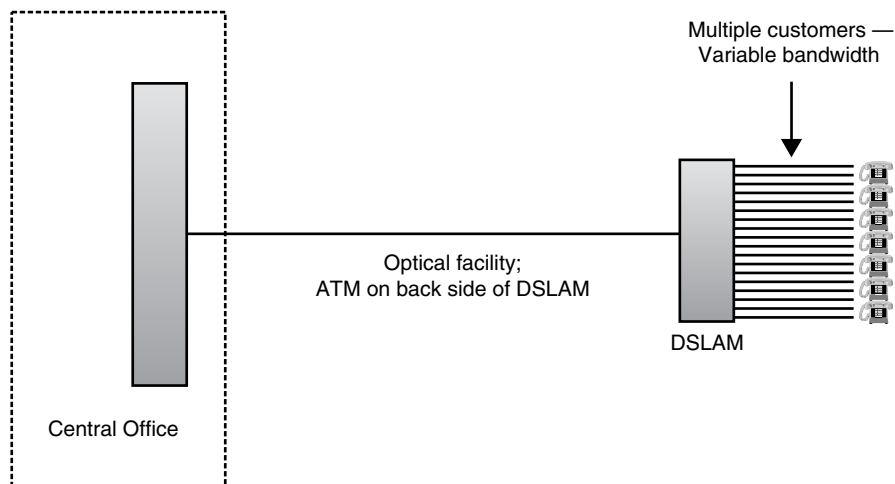 Multiple customers —
Variable bandwidth
Optical facility;
ATM on back side of DSLAM
DSLAM
Central Office